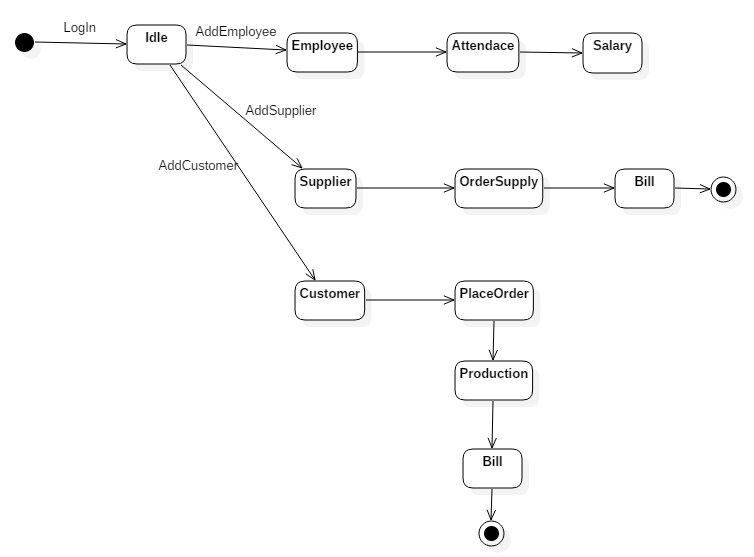 LogIn
Idle
AddEmployee
Employee
Attendace
Salary
AddSupplier
AddCustomer
Supplier
OrderSupply
Bill
Customer
PlaceOrder
Production
Bill